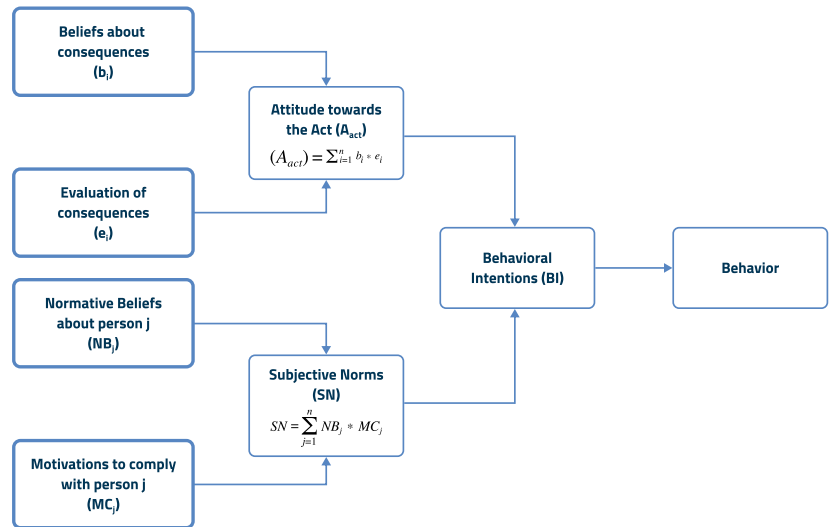 Beliefs about
consequences
(bᵢ)
Attitude towards
the Act (Aₐcₜ)
(Aₐcₜ) = ∑ⁿᵢ₌₁ bᵢ * eᵢ
Evaluation of
consequences
(eᵢ)
Behavioral
Intentions (BI)
Behavior
Normative Beliefs
about person j
(NBⱼ)
Subjective Norms
(SN)
n
SN = ∑ NBⱼ * MCⱼ
j=1
Motivations to comply
with person j
(MCⱼ)